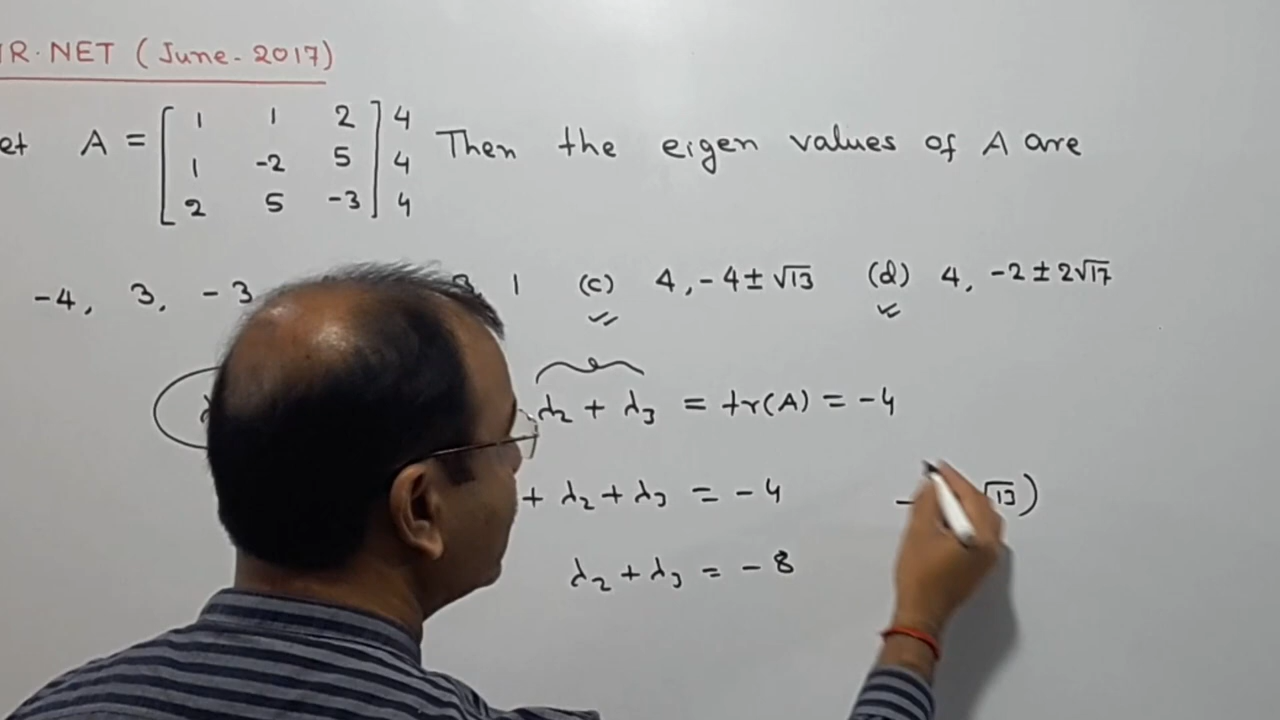 IR·NET (June-2017)
et A = [ 1 1 2 ] 4 Then the eigen values of A are
1 -2 5 4
2 5 -3 4
-4, 3, -3 3, 1 (c) 4, -4 ± √13 (d) 4, -2 ± 2√17
λ₂ + λ₃ = tr(A) = -4
+ λ₂ + λ₃ = -4 - √13)
λ₂ + λ₃ = -8